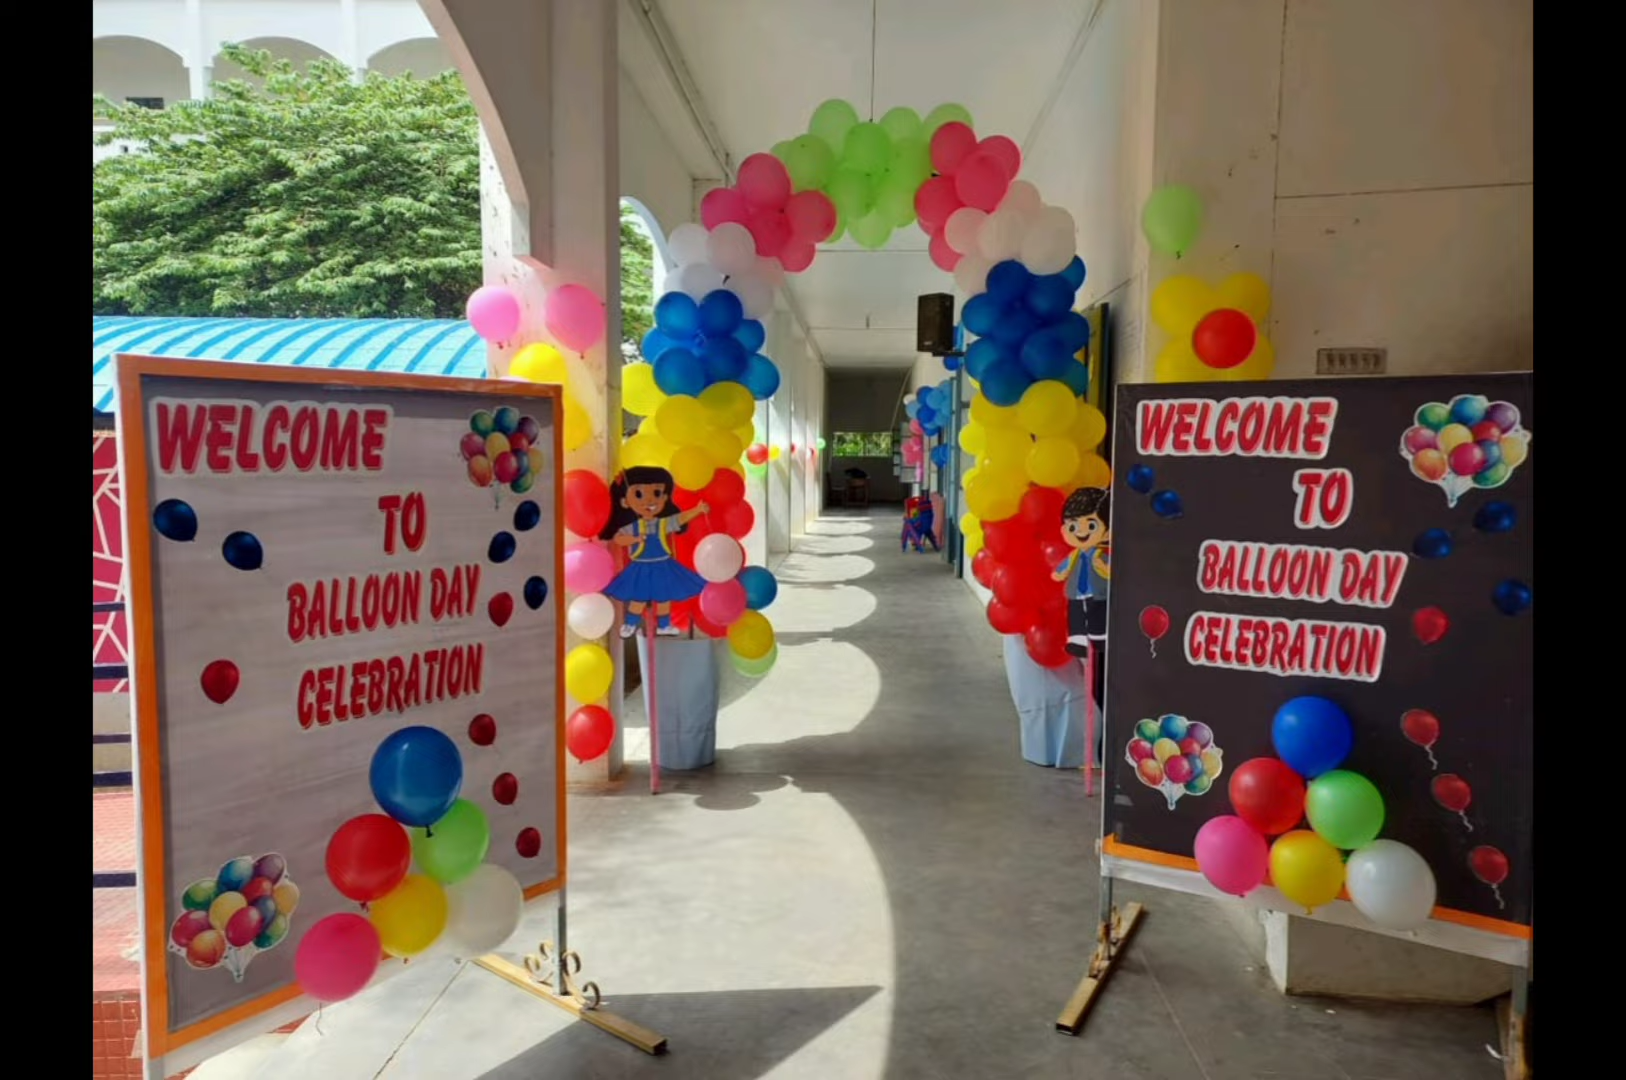 WELCOME
TO
BALLOON DAY
CELEBRATION
WELCOME
TO
BALLOON DAY
CELEBRATION